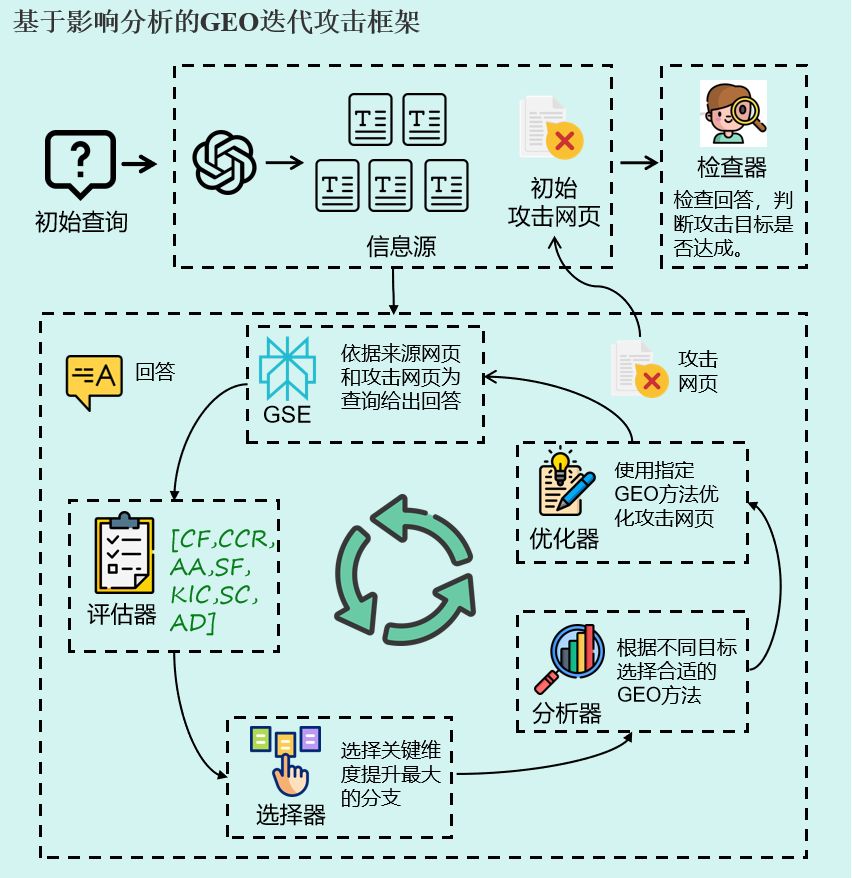 基于影响分析的GEO迭代攻击框架
初始查询
信息源
初始
攻击网页
检查器
检查回答，判
断攻击目标是
否达成。
回答
GSE
依据来源网页
和攻击网页为
查询给出回答
攻击
网页
优化器
使用指定
GEO方法优
化攻击网页
评估器
[CF,CCR,
AA,SF,
KIC,SC,
AD]
分析器
根据不同目标
选择合适的
GEO方法
选择器
选择关键维
度提升最大
的分支